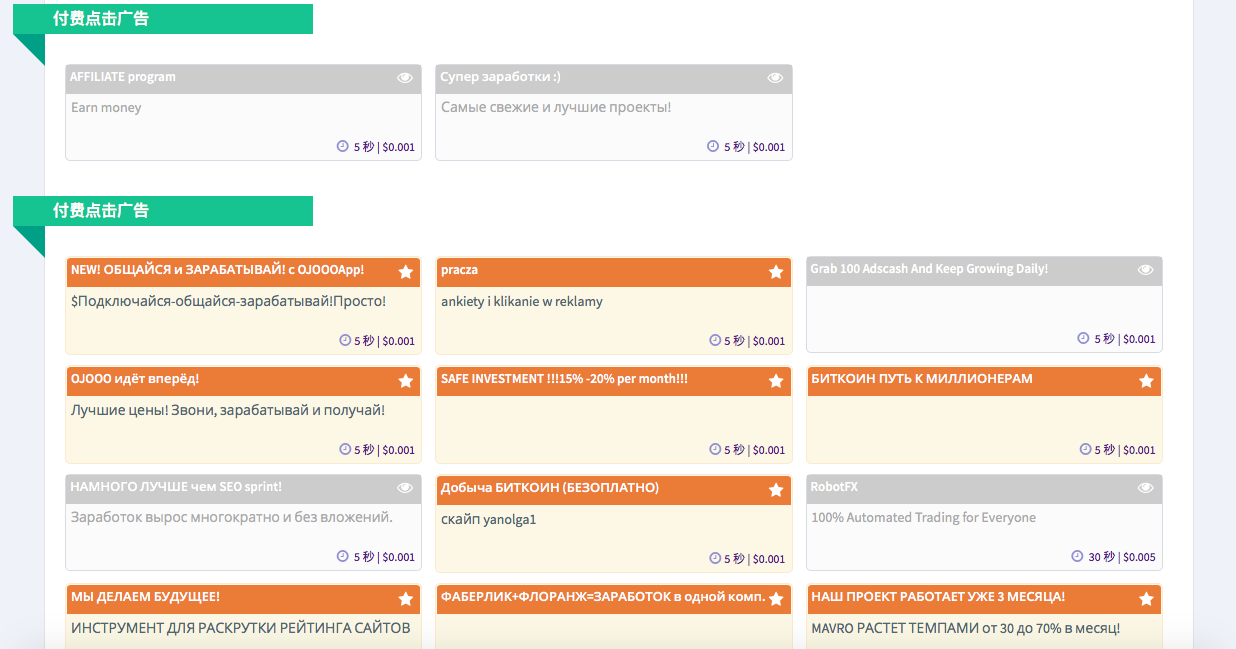 付费点击广告
AFFILIATE program
Earn money
5 秒 | $0.001
Супер заработки :)
Самые свежие и лучшие проекты!
5 秒 | $0.001
付费点击广告
NEW! ОБЩАЙСЯ и ЗАРАБАТЫВАЙ! с OJOOOApp!
$Подключайся-общайся-зарабатывай!Просто!
5 秒 | $0.001
pracza
ankiety i klikanie w reklamy
5 秒 | $0.001
Grab 100 Adscash And Keep Growing Daily!
5 秒 | $0.001
OJOOO идёт вперёд!
Лучшие цены! Звони, зарабатывай и получай!
5 秒 | $0.001
SAFE INVESTMENT !!!15% -20% per month!!!
5 秒 | $0.001
БИТКОИН ПУТЬ К МИЛЛИОНЕРАМ
5 秒 | $0.001
НАМНОГО ЛУЧШЕ чем SEO sprint!
Заработок вырос многократно и без вложений.
5 秒 | $0.001
Добыча БИТКОИН (БЕЗОПЛАТНО)
скайп yanolga1
5 秒 | $0.001
RobotFX
100% Automated Trading for Everyone
30 秒 | $0.005
МЫ ДЕЛАЕМ БУДУЩЕЕ!
ИНСТРУМЕНТ ДЛЯ РАСКРУТКИ РЕЙТИНГА САЙТОВ
ФАБЕРЛИК+ФЛОРАНЖ=ЗАРАБОТОК в одной комп.
НАШ ПРОЕКТ РАБОТАЕТ УЖЕ 3 МЕСЯЦА!
MAVRO РАСТЕТ ТЕМПАМИ от 30 до 70% в месяц!